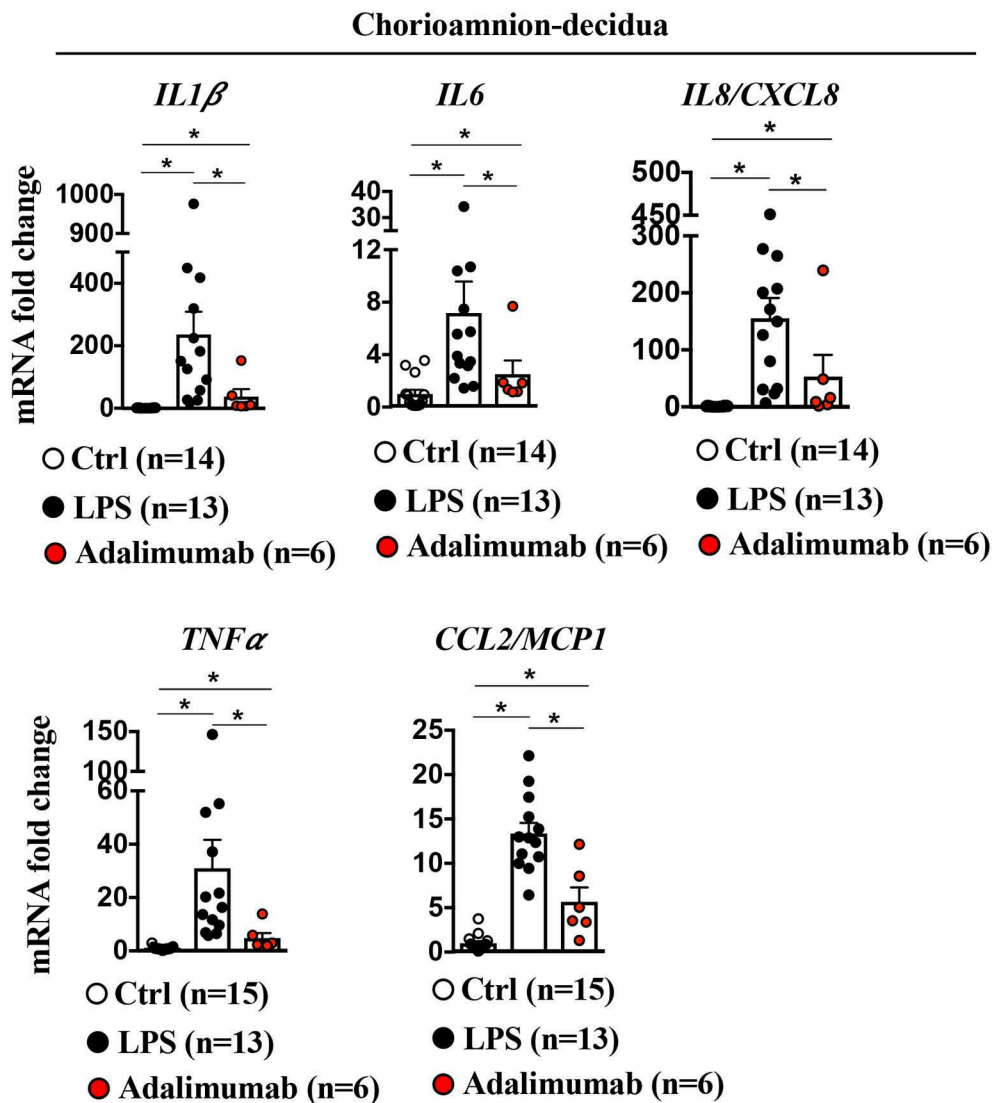 Chorioamnion-decidua
IL1β
IL6
IL8/CXCL8
mRNA fold change
*
*
*
1000
900
400
200
0
*
*
*
40
30
12
8
4
0
*
*
*
500
450
300
200
100
0
Ctrl (n=14)
LPS (n=13)
Adalimumab (n=6)
Ctrl (n=14)
LPS (n=13)
Adalimumab (n=6)
Ctrl (n=14)
LPS (n=13)
Adalimumab (n=6)
TNFα
CCL2/MCP1
mRNA fold change
*
*
*
150
100
60
40
20
0
*
*
*
25
20
15
10
5
0
Ctrl (n=15)
LPS (n=13)
Adalimumab (n=6)
Ctrl (n=15)
LPS (n=13)
Adalimumab (n=6)